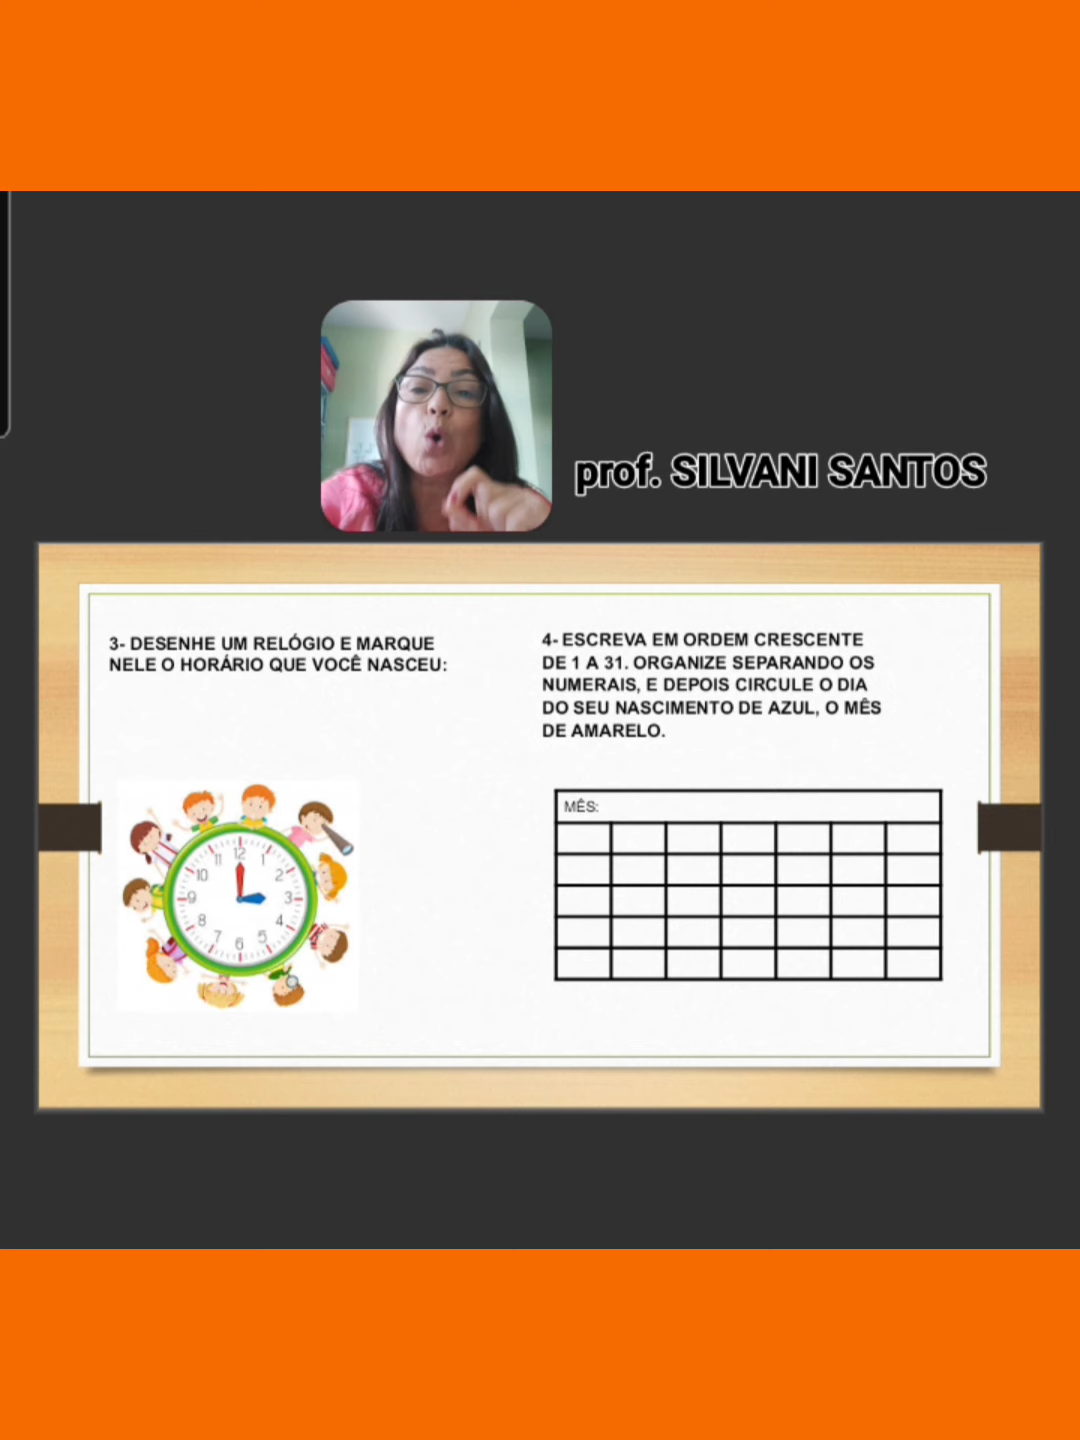 prof. SILVANI SANTOS
3- DESENHE UM RELÓGIO E MARQUE
NELE O HORÁRIO QUE VOCÊ NASCEU:
12
1
2
3
4
5
6
7
8
9
10
11
4- ESCREVA EM ORDEM CRESCENTE
DE 1 A 31. ORGANIZE SEPARANDO OS
NUMERAIS, E DEPOIS CIRCULE O DIA
DO SEU NASCIMENTO DE AZUL, O MÊS
DE AMARELO.
MÊS: